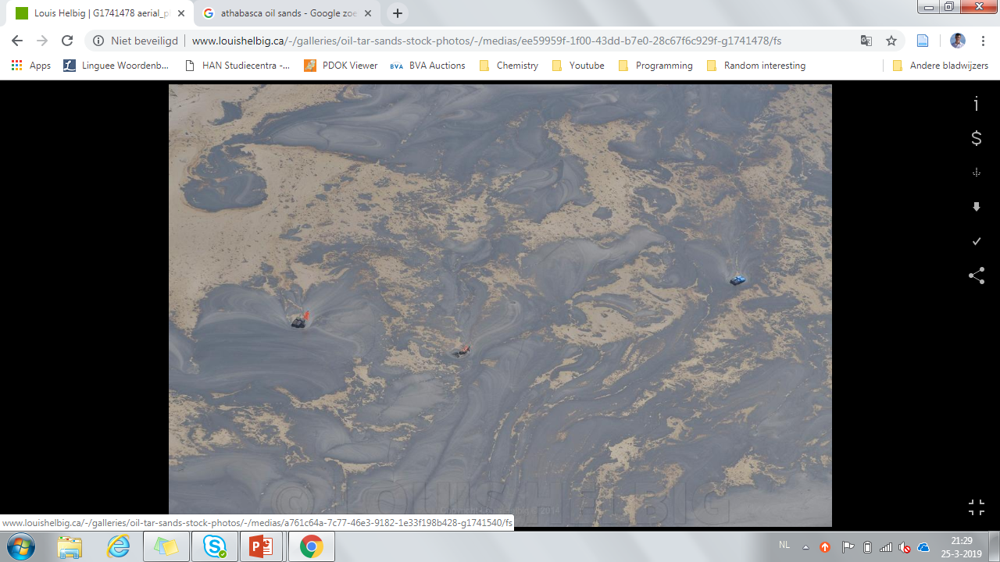 Louis Helbig | G1741478 aerial_p
athabasca oil sands - Google zoe
Niet beveiligd
www.louishelbig.ca/-/galleries/oil-tar-sands-stock-photos/-/medias/ee59959f-1f00-43dd-b7e0-28c67f6c929f-g1741478/fs
Apps
Linguee Woordenb...
HAN Studiecentra -...
PDOK Viewer
BVA
BVA Auctions
Chemistry
Youtube
Programming
Random interesting
Andere bladwijzers
© LOUIS HELBIG
www.louishelbig.ca/-/galleries/oil-tar-sands-stock-photos/-/medias/a761c64a-7c77-46e3-9182-1e33f198b428-g1741540/fs
NL
21:29
25-3-2019